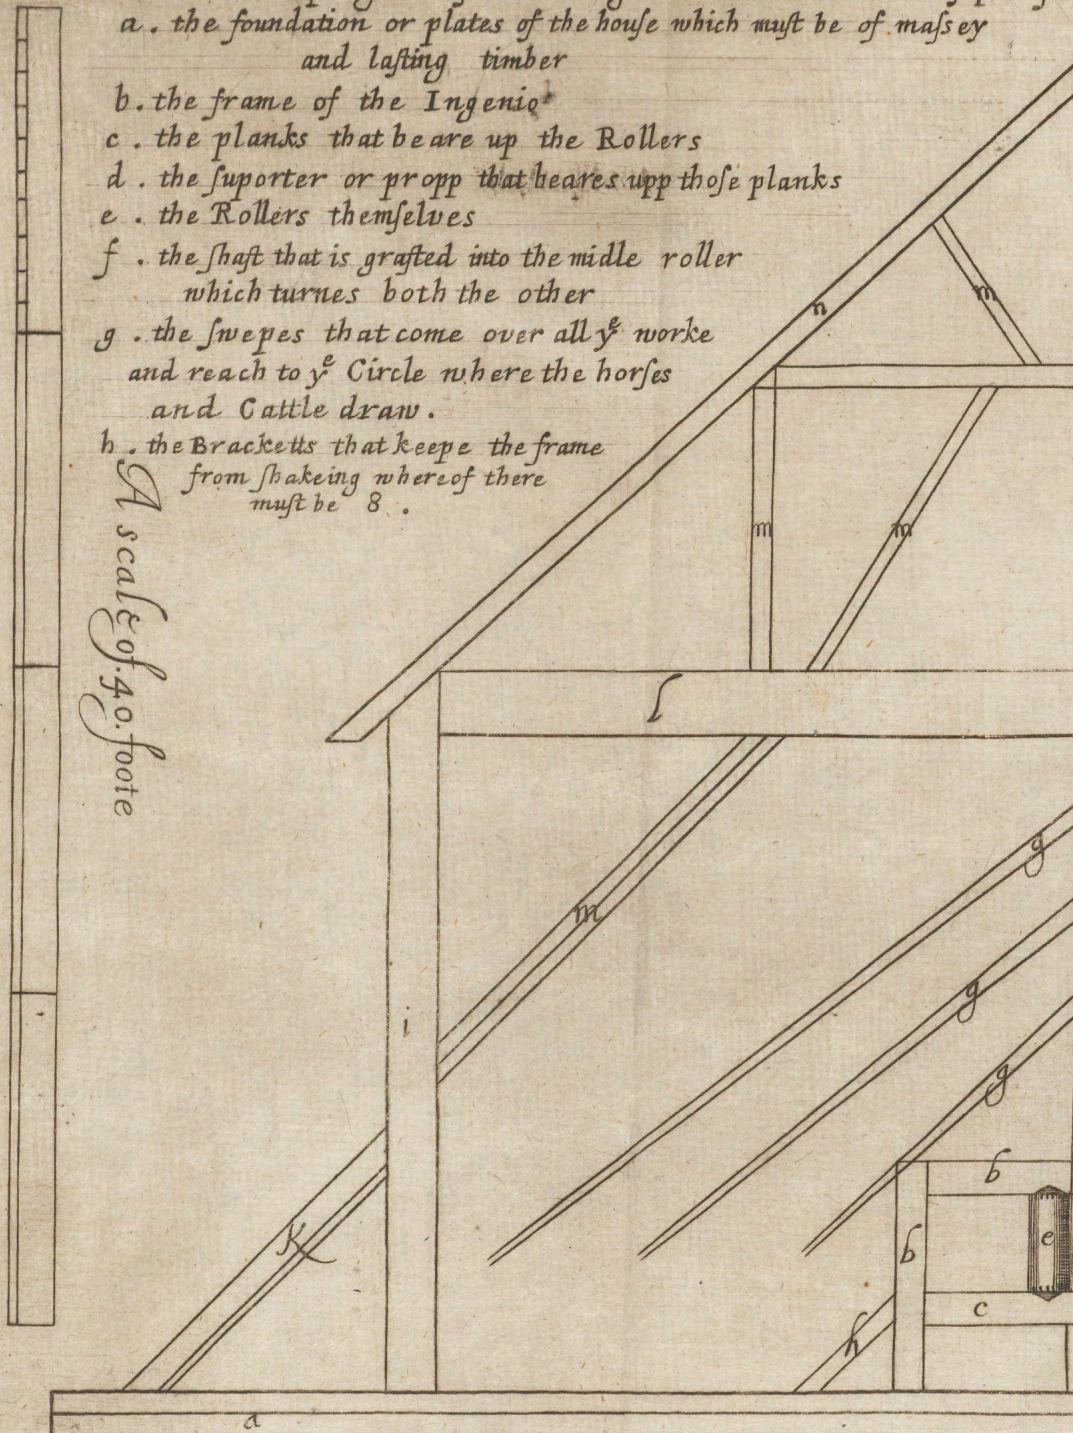 a . the foundation or plates of the houſe which muſt be of maſsey
and laſting timber
b . the frame of the Ingenio
c . the planks that beare up the Rollers
d . the ſuporter or propp that beares upp thoſe planks
e . the Rollers themſelves
f . the ſhaft that is grafted into the midle roller
which turnes both the other
g . the ſwepes that come over all yᵉ worke
and reach to yᵉ Circle where the horſes
and Cattle draw .
h . the Bracketts that keepe the frame
from ſhakeing whereof there
muſt be 8 .
A scale of .40. foote
n
m
m
m
l
m
g
g
g
i
K
b
b
e
c
h
a